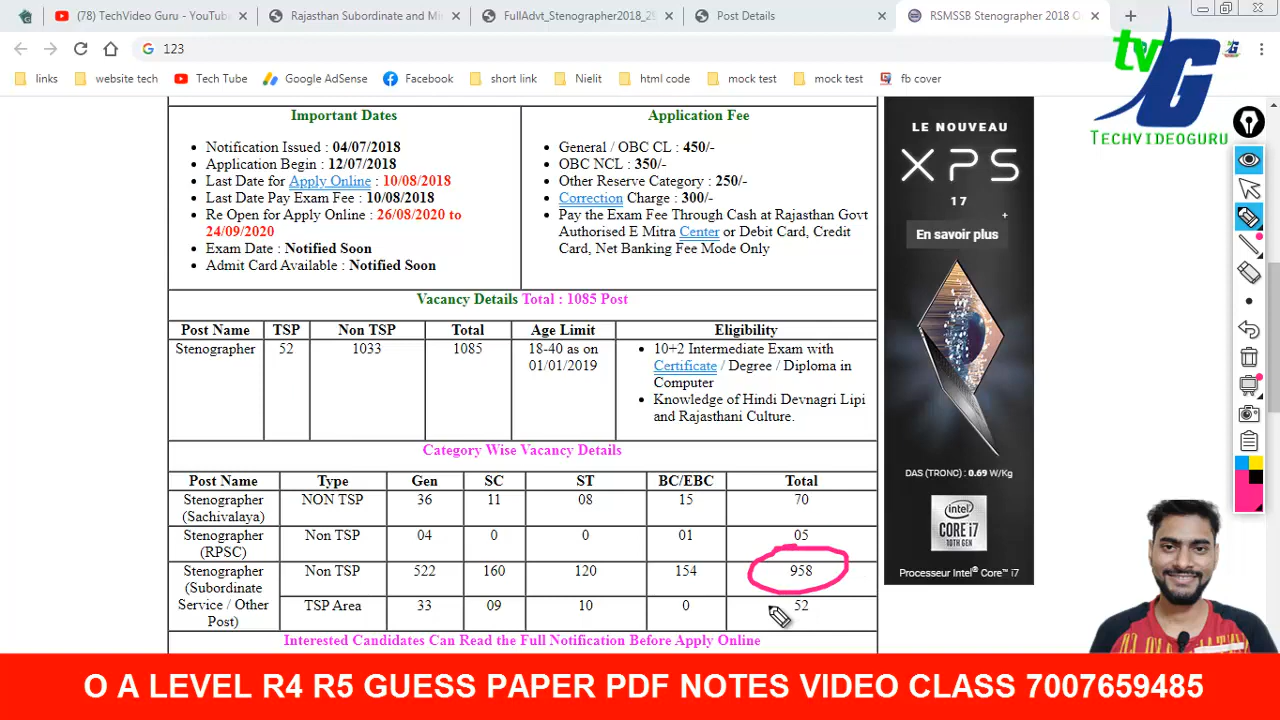 (78) TechVideo Guru - YouTube
Rajasthan Subordinate and Mi
FullAdvt_Stenographer2018_2
Post Details
RSMSSB Stenographer 2018 O
123
links
website tech
Tech Tube
Google AdSense
Facebook
short link
Nielit
html code
mock test
mock test
fb cover
tvG
TECHVIDEOGURU
Important Dates
Notification Issued : 04/07/2018
Application Begin : 12/07/2018
Last Date for Apply Online : 10/08/2018
Last Date Pay Exam Fee : 10/08/2018
Re Open for Apply Online : 26/08/2020 to
24/09/2020
Exam Date : Notified Soon
Admit Card Available : Notified Soon
Application Fee
General / OBC CL : 450/-
OBC NCL : 350/-
Other Reserve Category : 250/-
Correction Charge : 300/-
Pay the Exam Fee Through Cash at Rajasthan Govt
Authorised E Mitra Center or Debit Card, Credit
Card, Net Banking Fee Mode Only
Vacancy Details Total : 1085 Post
Post Name TSP Non TSP Total Age Limit Eligibility
Stenographer 52 1033 1085
18-40 as on
01/01/2019
10+2 Intermediate Exam with
Certificate / Degree / Diploma in
Computer
Knowledge of Hindi Devnagri Lipi
and Rajasthani Culture.
Category Wise Vacancy Details
Post Name Type Gen SC ST BC/EBC Total
Stenographer
(Sachivalaya)
NON TSP 36 11 08 15 70
Stenographer
(RPSC)
Non TSP 04 0 0 01 05
Stenographer
(Subordinate
Service / Other
Post)
Non TSP 522 160 120 154 958
TSP Area 33 09 10 0 52
Interested Candidates Can Read the Full Notification Before Apply Online
LE NOUVEAU
XPS
17
En savoir plus
DAS (TRONC) : 0.69 W/Kg
intel
CORE i7
10TH GEN
Processeur Intel® Core™ i7
O A LEVEL R4 R5 GUESS PAPER PDF NOTES VIDEO CLASS 7007659485